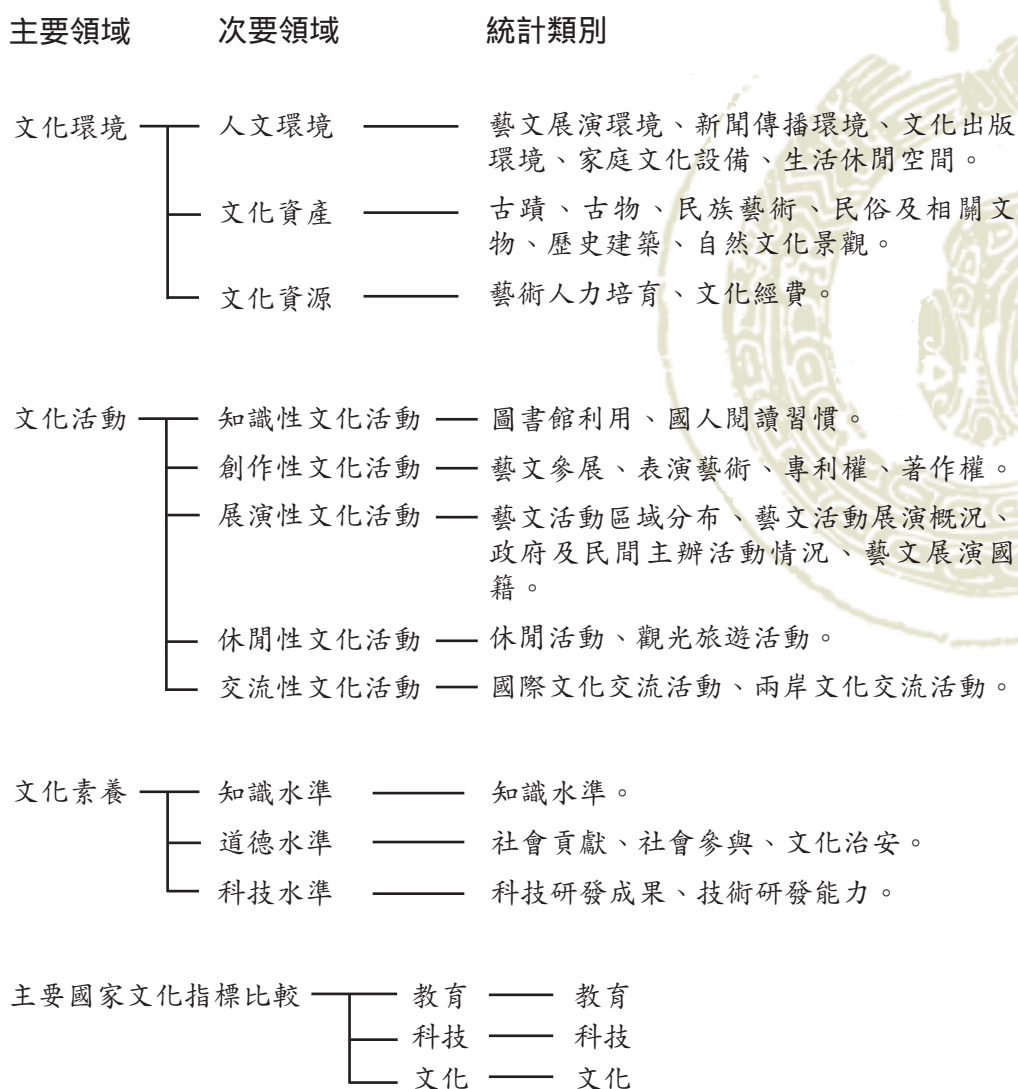 主要領域 次要領域 統計類別
文化環境 人文環境 藝文展演環境、新聞傳播環境、文化出版
環境、家庭文化設備、生活休閒空間。
文化資產 古蹟、古物、民族藝術、民俗及相關文
物、歷史建築、自然文化景觀。
文化資源 藝術人力培育、文化經費。
文化活動 知識性文化活動 圖書館利用、國人閱讀習慣。
創作性文化活動 藝文參展、表演藝術、專利權、著作權。
展演性文化活動 藝文活動區域分布、藝文活動展演概況、
政府及民間主辦活動情況、藝文展演國
籍。
休閒性文化活動 休閒活動、觀光旅遊活動。
交流性文化活動 國際文化交流活動、兩岸文化交流活動。
文化素養 知識水準 知識水準。
道德水準 社會貢獻、社會參與、文化治安。
科技水準 科技研發成果、技術研發能力。
主要國家文化指標比較 教育 教育
科技 科技
文化 文化